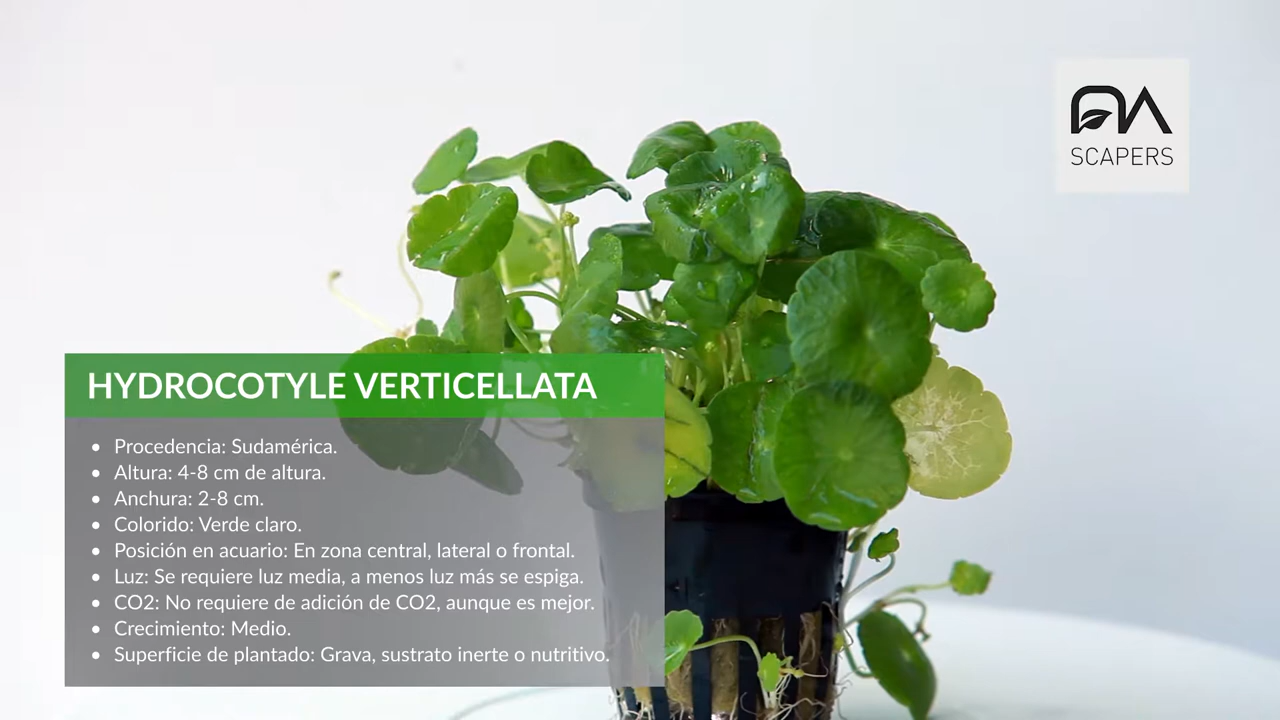 SCAPERS
HYDROCOTYLE VERTICELLATA
• Procedencia: Sudamérica.
• Altura: 4-8 cm de altura.
• Anchura: 2-8 cm.
• Colorido: Verde claro.
• Posición en acuario: En zona central, lateral o frontal.
• Luz: Se requiere luz media, a menos luz más se espiga.
• CO2: No requiere de adición de CO2, aunque es mejor.
• Crecimiento: Medio.
• Superficie de plantado: Grava, sustrato inerte o nutritivo.